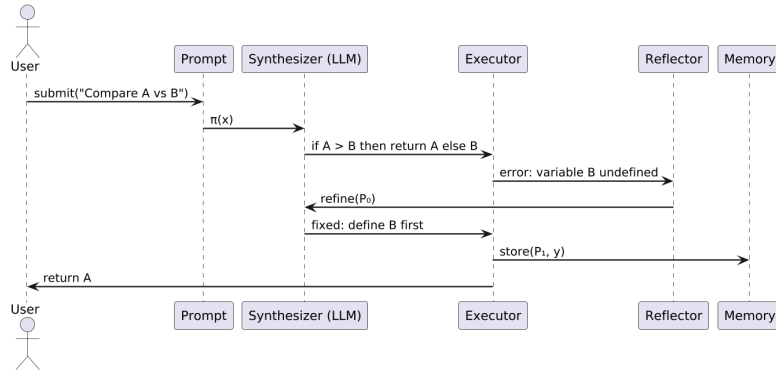 User
Prompt
Synthesizer (LLM)
Executor
Reflector
Memory
submit("Compare A vs B")
π(x)
if A > B then return A else B
error: variable B undefined
refine(P₀)
fixed: define B first
store(P₁, y)
return A
User
Prompt
Synthesizer (LLM)
Executor
Reflector
Memory